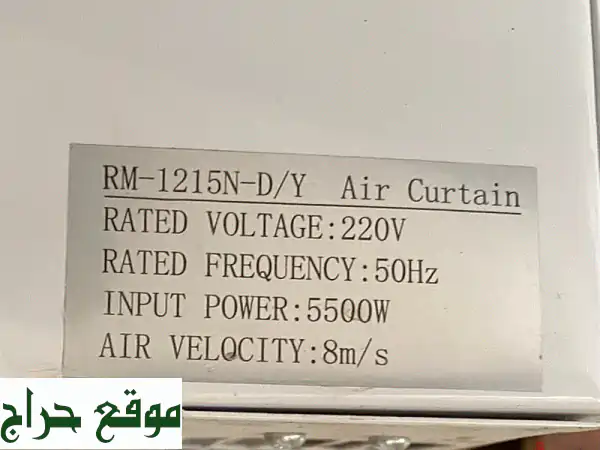 RM-1215N-D/Y Air Curtain
RATED VOLTAGE:220V
RATED FREQUENCY:50Hz
INPUT POWER:5500W
AIR VELOCITY:8m/s
موقع حراج